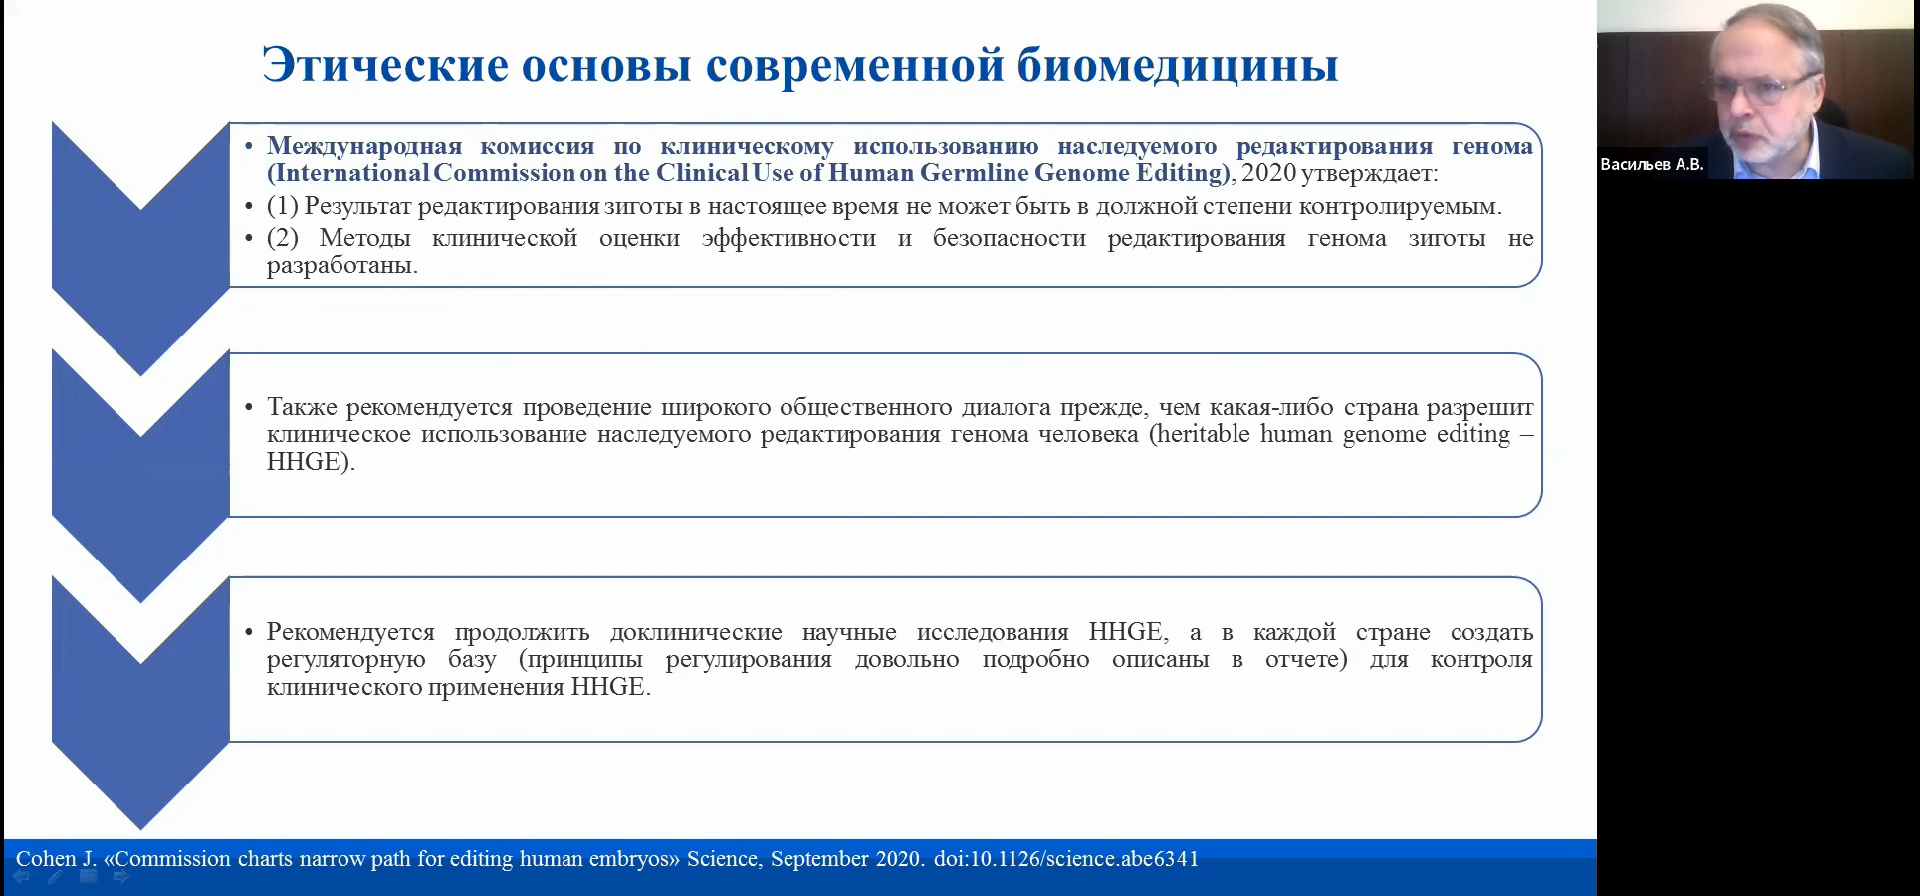 Этические основы современной биомедицины
• Международная комиссия по клиническому использованию наследуемого редактирования генома
(International Commission on the Clinical Use of Human Germline Genome Editing), 2020 утверждает:
• (1) Результат редактирования зиготы в настоящее время не может быть в должной степени контролируемым.
• (2) Методы клинической оценки эффективности и безопасности редактирования генома зиготы не
разработаны.
• Также рекомендуется проведение широкого общественного диалога прежде, чем какая-либо страна разрешит
клиническое использование наследуемого редактирования генома человека (heritable human genome editing –
HHGE).
• Рекомендуется продолжить доклинические научные исследования HHGE, а в каждой стране создать
регуляторную базу (принципы регулирования довольно подробно описаны в отчете) для контроля
клинического применения HHGE.
Cohen J. «Commission charts narrow path for editing human embryos» Science, September 2020. doi:10.1126/science.abe6341
Васильев А.В.